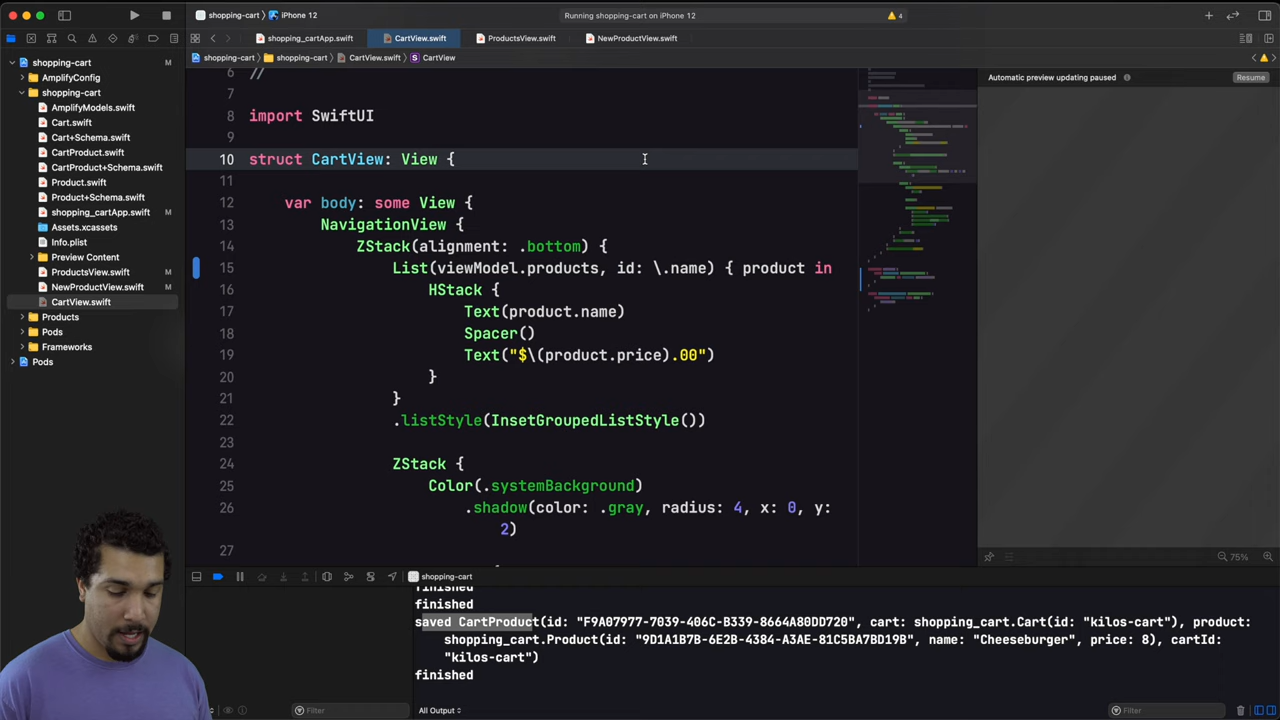 shopping-cart
iPhone 12
Running shopping-cart on iPhone 12
4
shopping_cartApp.swift
CartView.swift
ProductsView.swift
NewProductView.swift
shopping-cart
shopping-cart
CartView.swift
S
CartView
shopping-cart
M
AmplifyConfig
shopping-cart
AmplifyModels.swift
Cart.swift
Cart+Schema.swift
CartProduct.swift
CartProduct+Schema.swift
Product.swift
Product+Schema.swift
shopping_cartApp.swift
M
Assets.xcassets
Info.plist
Preview Content
ProductsView.swift
M
NewProductView.swift
M
CartView.swift
Products
Pods
Frameworks
Pods
6 //
7
8 import SwiftUI
9
10 struct CartView: View {
11
12 var body: some View {
13 NavigationView {
14 ZStack(alignment: .bottom) {
15 List(viewModel.products, id: \.name) { product in
16 HStack {
17 Text(product.name)
18 Spacer()
19 Text("$\(product.price).00")
20 }
21 }
22 .listStyle(InsetGroupedListStyle())
23
24 ZStack {
25 Color(.systemBackground)
26 .shadow(color: .gray, radius: 4, x: 0, y:
2)
27
Automatic preview updating paused
Resume
75%
shopping-cart
finished
finished
saved CartProduct(id: "F9A07977-7039-406C-B339-8664A80DD720", cart: shopping_cart.Cart(id: "kilos-cart"), product:
shopping_cart.Product(id: "9D1A1B7B-6E2B-4384-A3AE-81C5BA7BD19B", name: "Cheeseburger", price: 8), cartId:
"kilos-cart")
finished
Filter
All Output
Filter